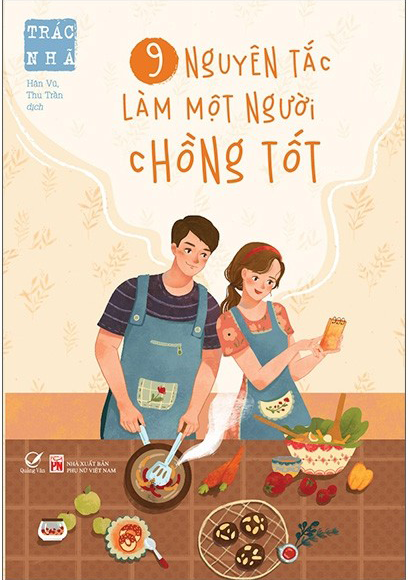 TRÁC
NHÃ
Hân Vũ,
Thu Trần
dịch
9 NGUYÊN TẮC
LÀM MỘT NGƯỜI
CHỒNG TỐT
Quảng Văn
PN
NHÀ XUẤT BẢN
PHỤ NỮ VIỆT NAM